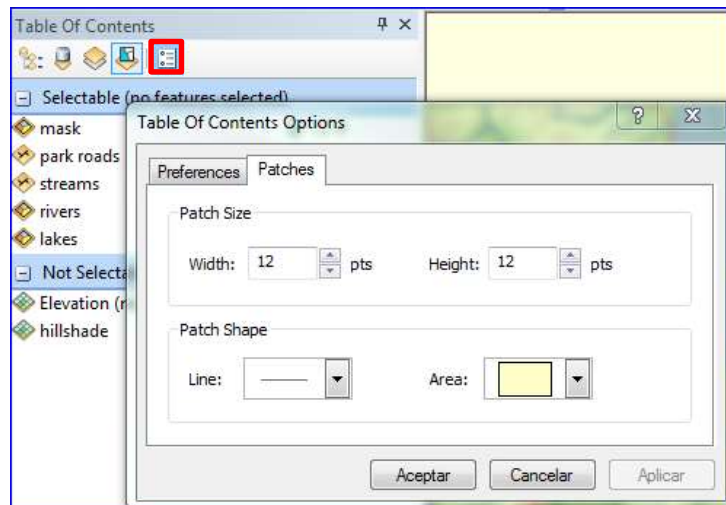 Table Of Contents
Selectable (no features selected)
mask
park roads
streams
rivers
lakes
Not Selecta
Elevation (r
hillshade
Table Of Contents Options
Preferences Patches
Patch Size
Width: 12 pts Height: 12 pts
Patch Shape
Line: Area:
Aceptar Cancelar Aplicar